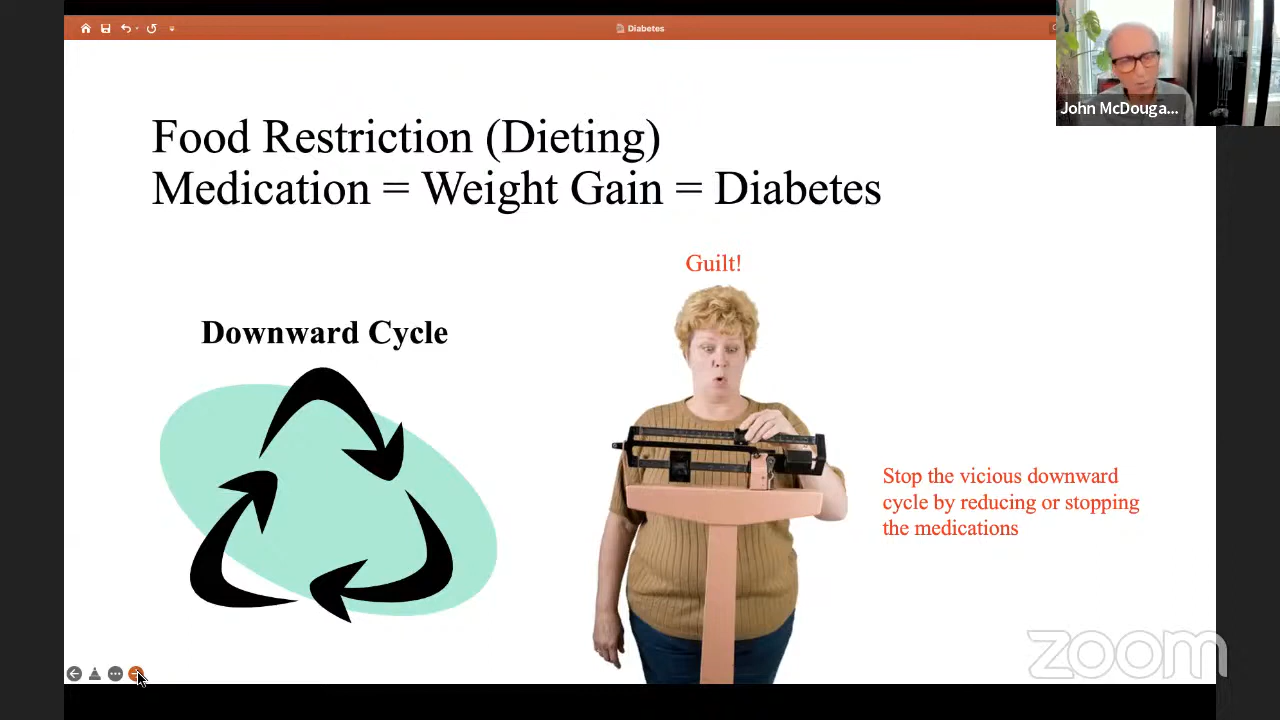 Diabetes
John McDouga...
Food Restriction (Dieting)
Medication = Weight Gain = Diabetes
Guilt!
Downward Cycle
Stop the vicious downward
cycle by reducing or stopping
the medications
zoom